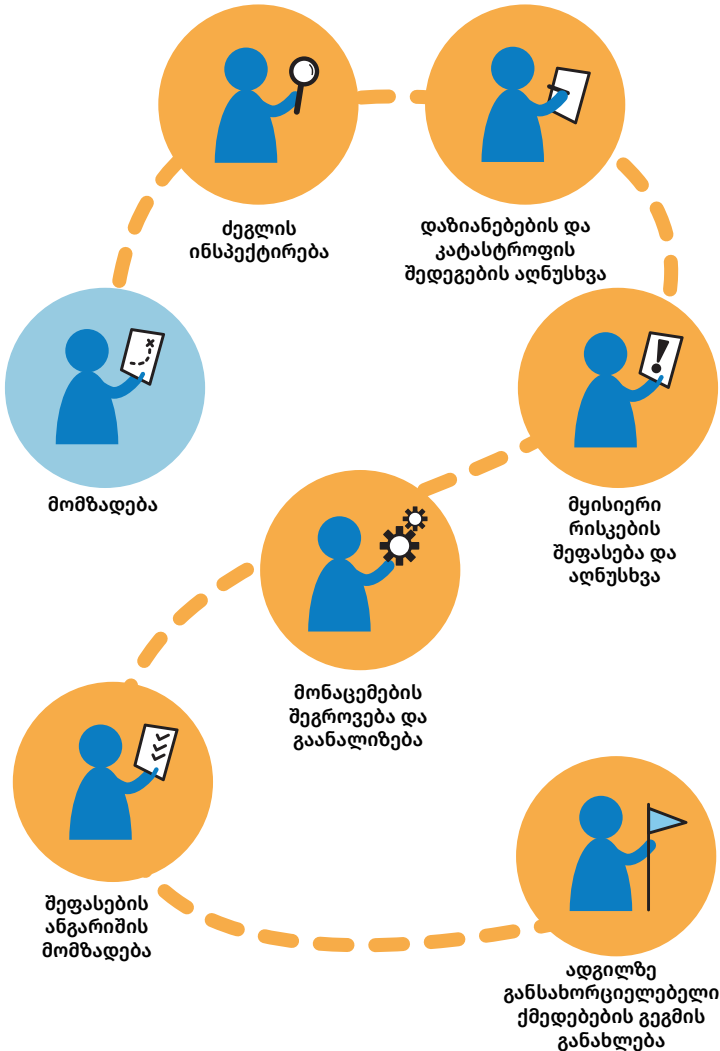 ძეგლის
ინსპექტირება
დაზიანებების და
კატასტროფის
შედეგების აღნუსხვა
მომზადება
მყისიერი
რისკების
შეფასება და
აღნუსხვა
მონაცემების
შეგროვება და
გაანალიზება
შეფასების
ანგარიშის
მომზადება
ადგილზე
განსახორციელებელი
ქმედებების გეგმის
განახლება